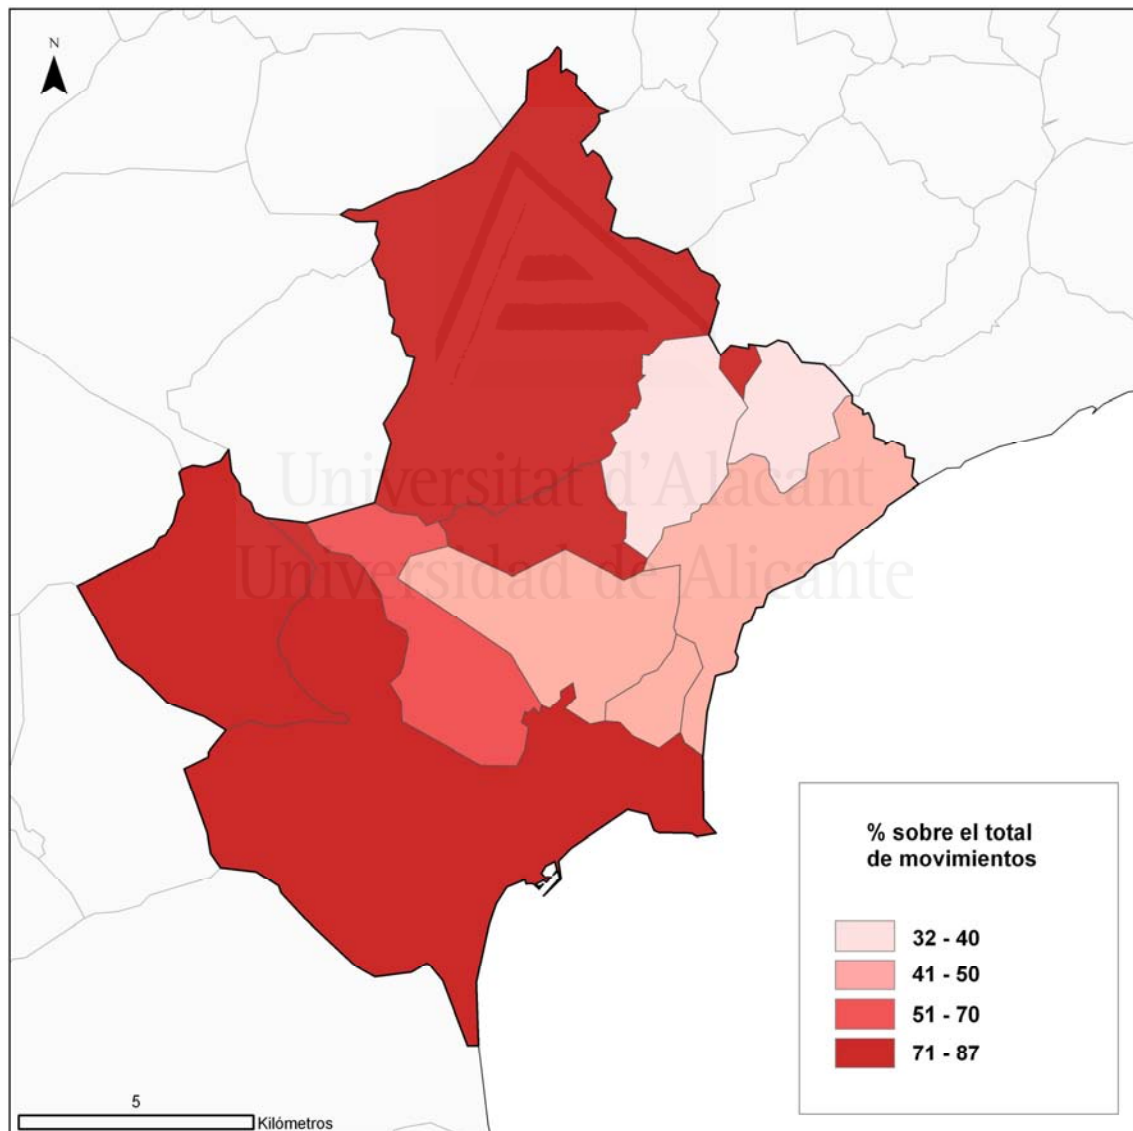 N
Universitat d'Alacant
Universidad de Alicante
% sobre el total
de movimientos
32 - 40
41 - 50
51 - 70
71 - 87
5
Kilómetros